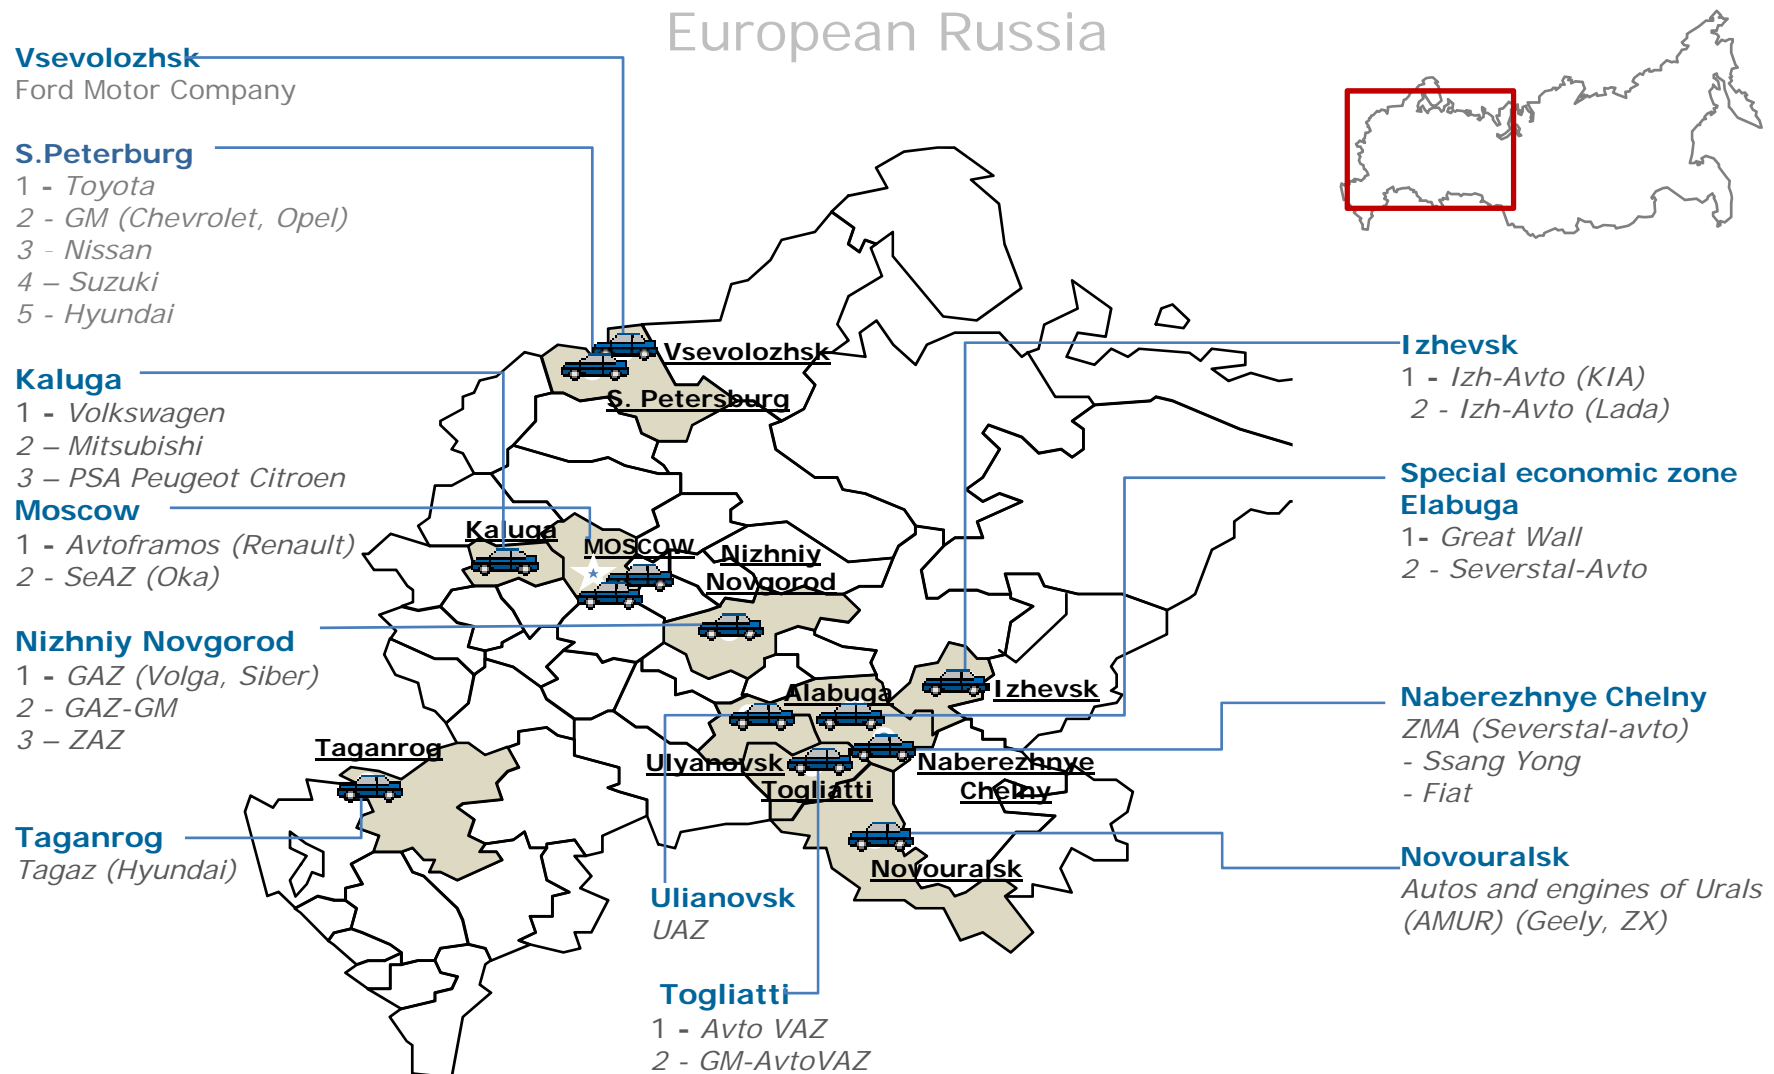 European Russia
Vsevolozhsk
Ford Motor Company
S.Peterburg
1 - Toyota
2 - GM (Chevrolet, Opel)
3 - Nissan
4 – Suzuki
5 - Hyundai
Kaluga
1 - Volkswagen
2 – Mitsubishi
3 – PSA Peugeot Citroen
Moscow
1 - Avtoframos (Renault)
2 - SeAZ (Oka)
Nizhniy Novgorod
1 - GAZ (Volga, Siber)
2 - GAZ-GM
3 – ZAZ
Taganrog
Tagaz (Hyundai)
Vsevolozhsk
S. Petersburg
Kaluga
MOSCOW
Nizhniy
Novgorod
Izhevsk
Alabuga
Taganrog
Ulyanovsk
Togliatti
Naberezhnye
Chelny
Novouralsk
Ulianovsk
UAZ
Togliatti
1 - Avto VAZ
2 - GM-AvtoVAZ
Izhevsk
1 - Izh-Avto (KIA)
2 - Izh-Avto (Lada)
Special economic zone
Elabuga
1- Great Wall
2 - Severstal-Avto
Naberezhnye Chelny
ZMA (Severstal-avto)
- Ssang Yong
- Fiat
Novouralsk
Autos and engines of Urals
(AMUR) (Geely, ZX)